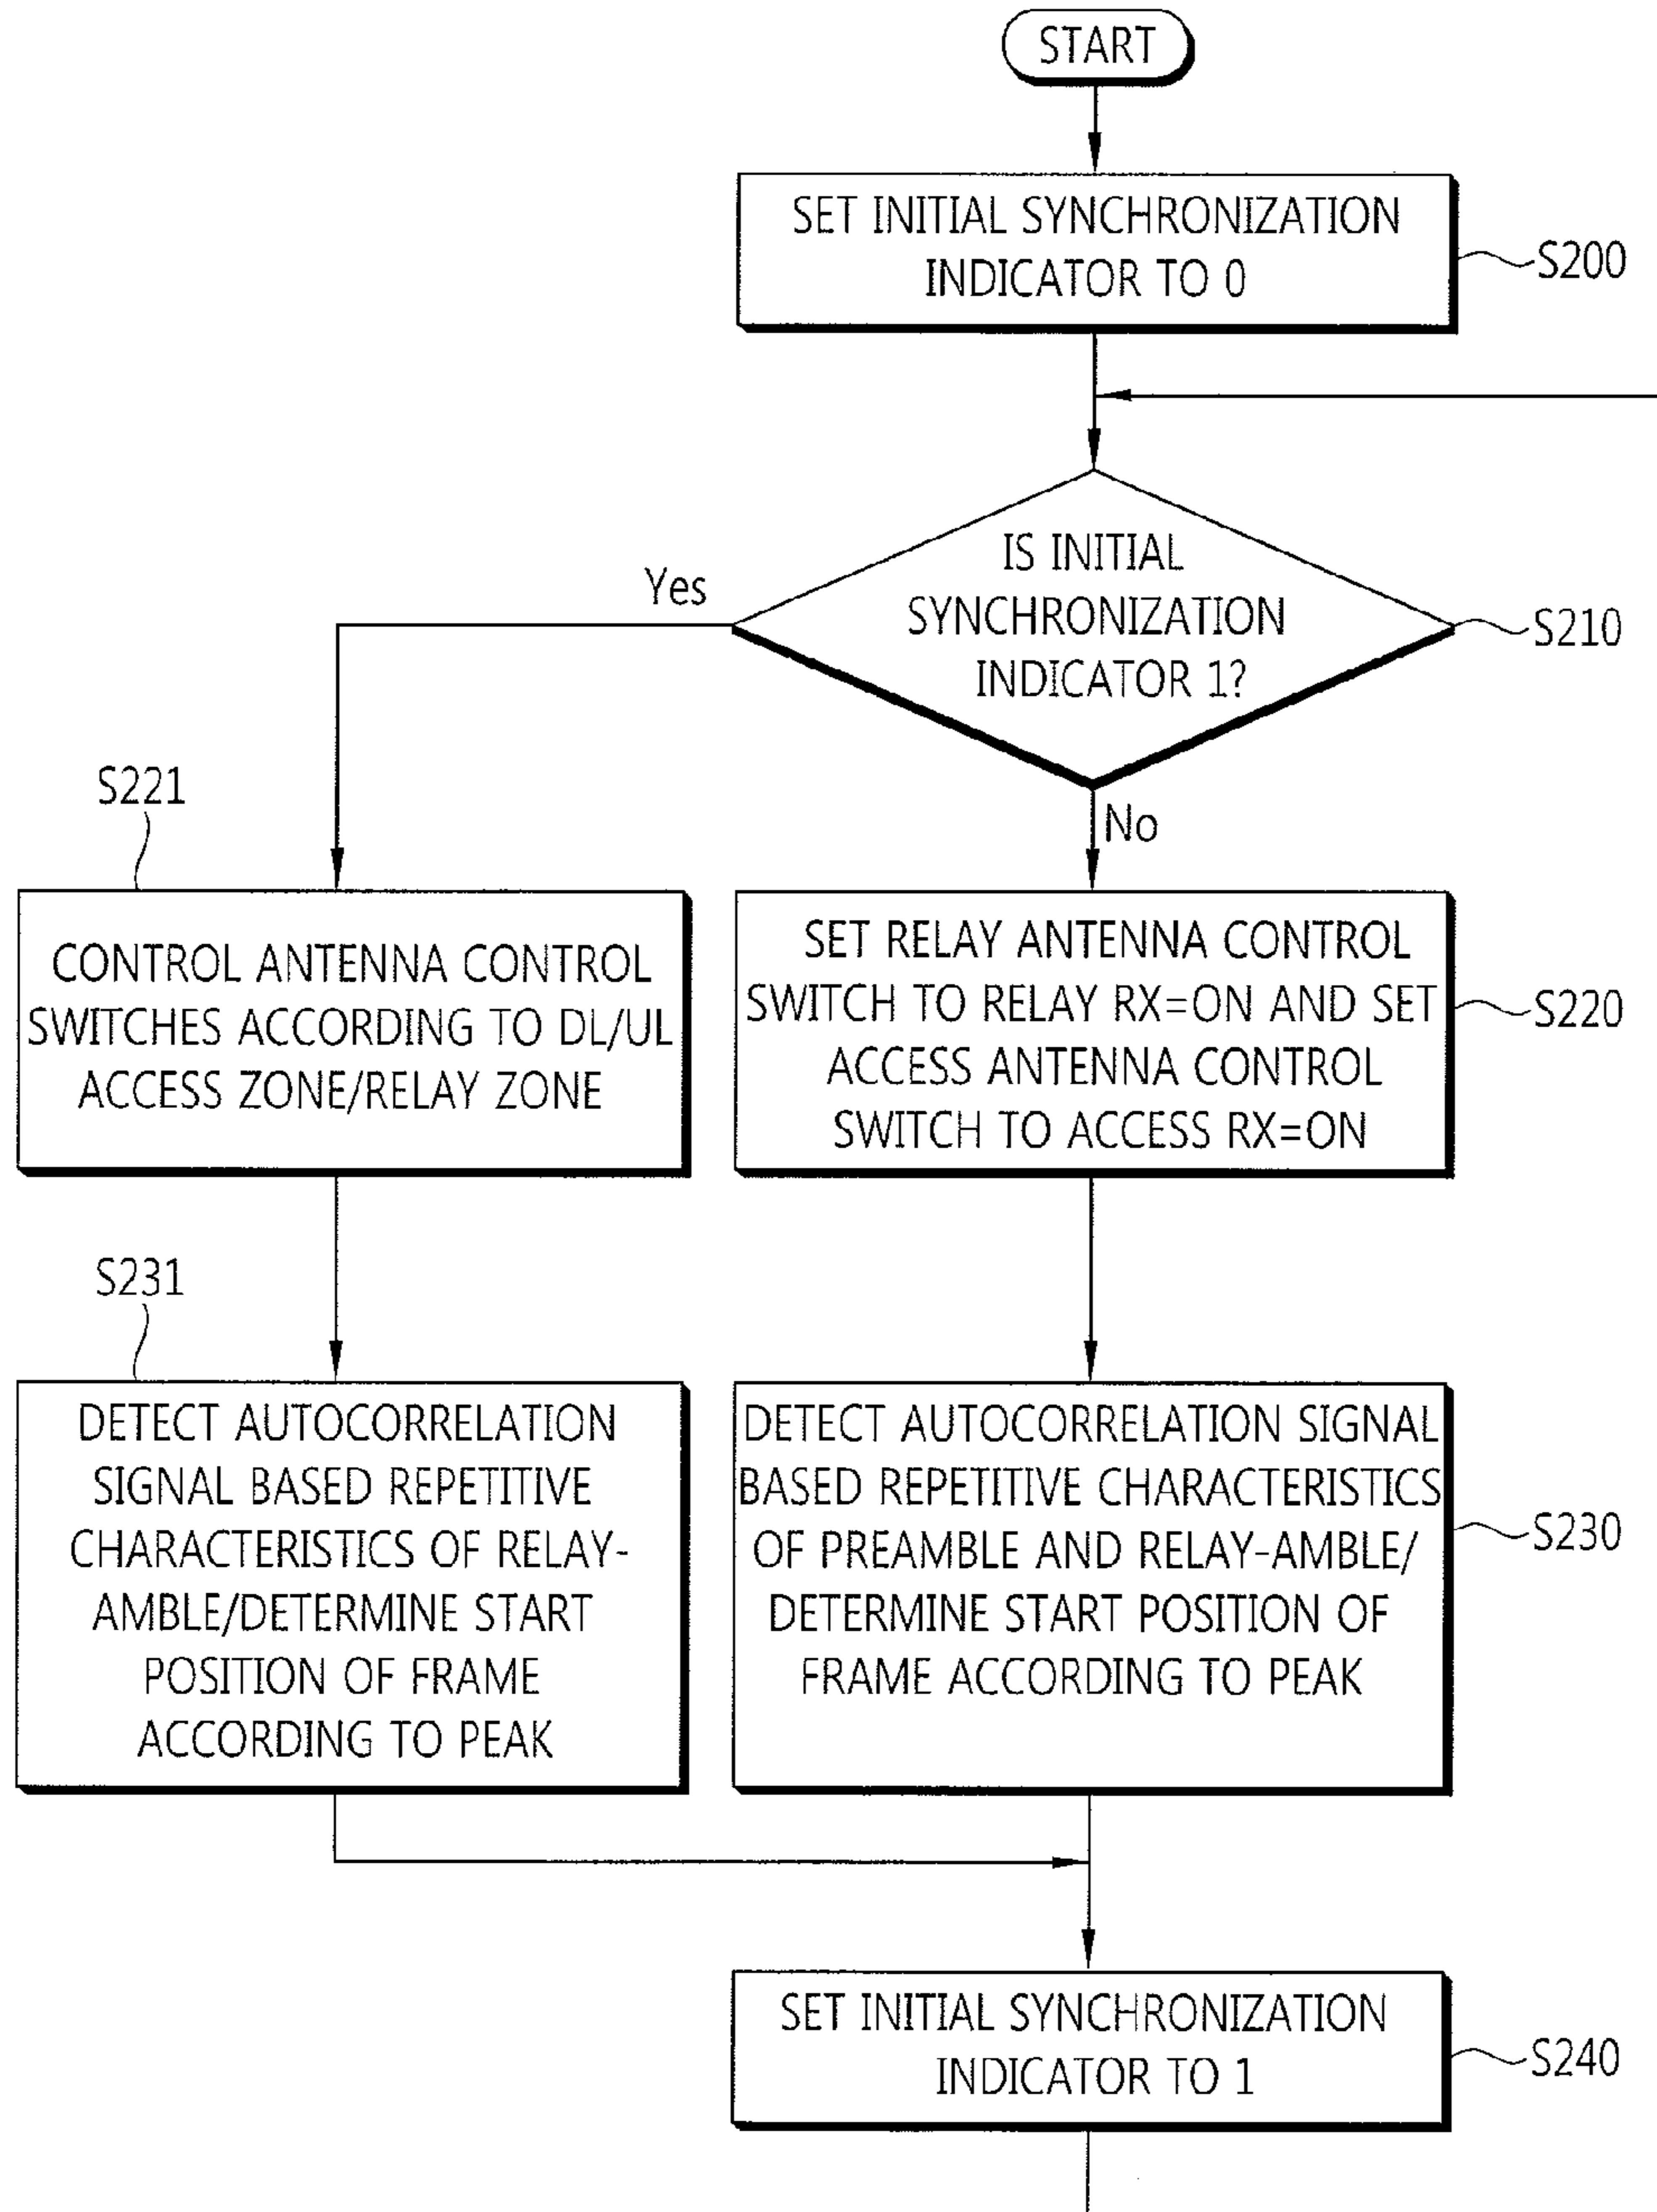 START
SET INITIAL SYNCHRONIZATION
INDICATOR TO 0
S200
IS INITIAL
SYNCHRONIZATION
INDICATOR 1?
S210
Yes
No
S221
CONTROL ANTENNA CONTROL
SWITCHES ACCORDING TO DL/UL
ACCESS ZONE/RELAY ZONE
SET RELAY ANTENNA CONTROL
SWITCH TO RELAY RX=ON AND SET
ACCESS ANTENNA CONTROL
SWITCH TO ACCESS RX=ON
S220
S231
DETECT AUTOCORRELATION
SIGNAL BASED REPETITIVE
CHARACTERISTICS OF RELAY-
AMBLE/DETERMINE START
POSITION OF FRAME
ACCORDING TO PEAK
DETECT AUTOCORRELATION SIGNAL
BASED REPETITIVE CHARACTERISTICS
OF PREAMBLE AND RELAY-AMBLE/
DETERMINE START POSITION OF
FRAME ACCORDING TO PEAK
S230
SET INITIAL SYNCHRONIZATION
INDICATOR TO 1
S240